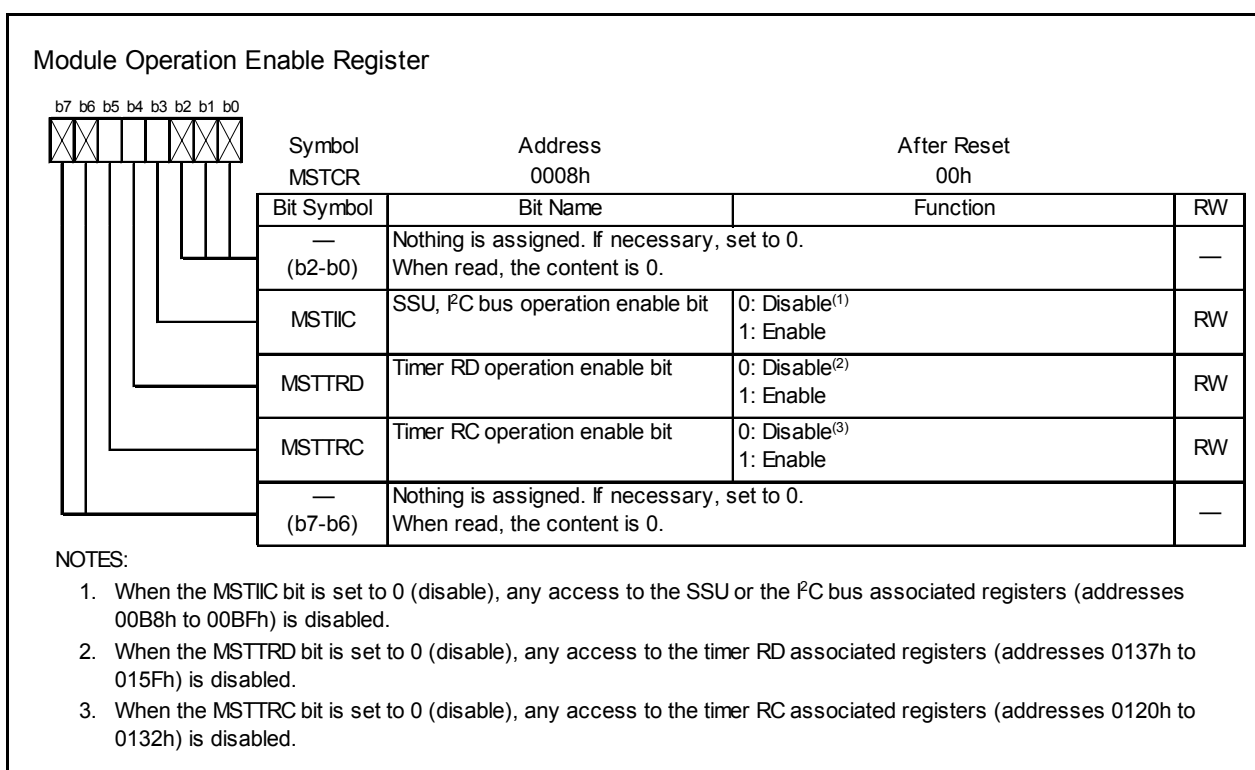 Module Operation Enable Register
b7 b6 b5 b4 b3 b2 b1 b0
Symbol Address After Reset
MSTCR 0008h 00h
Bit Symbol Bit Name Function RW
— Nothing is assigned. If necessary, set to 0.
(b2-b0) When read, the content is 0. —
MSTIIC SSU, I²C bus operation enable bit 0: Disable(1) RW
1: Enable
MSTTRD Timer RD operation enable bit 0: Disable(2) RW
1: Enable
MSTTRC Timer RC operation enable bit 0: Disable(3) RW
1: Enable
— Nothing is assigned. If necessary, set to 0.
(b7-b6) When read, the content is 0. —
NOTES:
1. When the MSTIIC bit is set to 0 (disable), any access to the SSU or the I²C bus associated registers (addresses
00B8h to 00BFh) is disabled.
2. When the MSTTRD bit is set to 0 (disable), any access to the timer RD associated registers (addresses 0137h to
015Fh) is disabled.
3. When the MSTTRC bit is set to 0 (disable), any access to the timer RC associated registers (addresses 0120h to
0132h) is disabled.